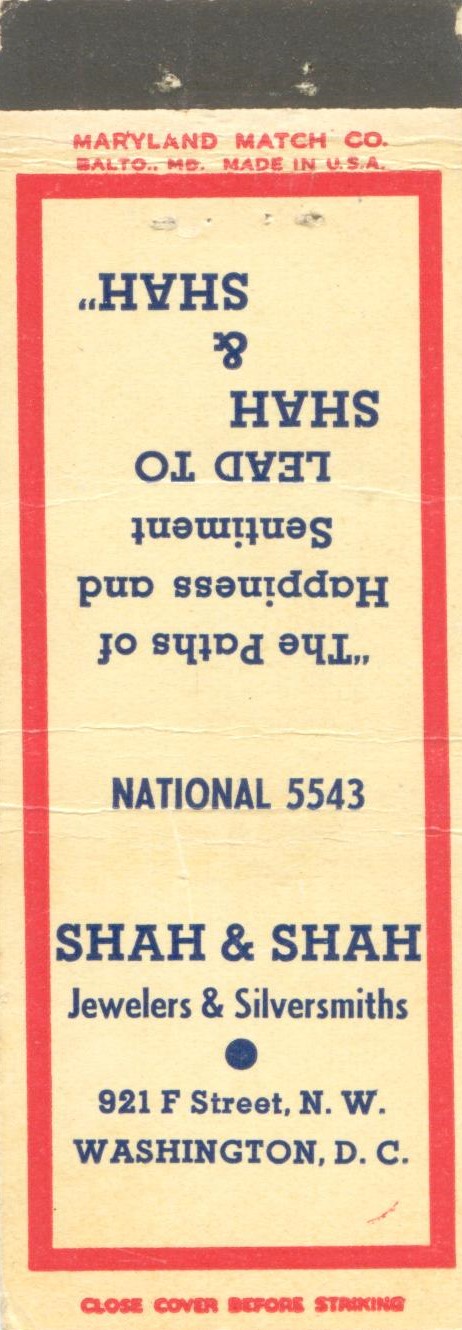 MARYLAND MATCH CO.
BALTO., MD. MADE IN U.S.A.
"The Paths of
Happiness and
Sentiment
LEAD TO
SHAH
&
SHAH"
NATIONAL 5543
SHAH & SHAH
Jewelers & Silversmiths
921 F Street, N. W.
WASHINGTON, D. C.
CLOSE COVER BEFORE STRIKING